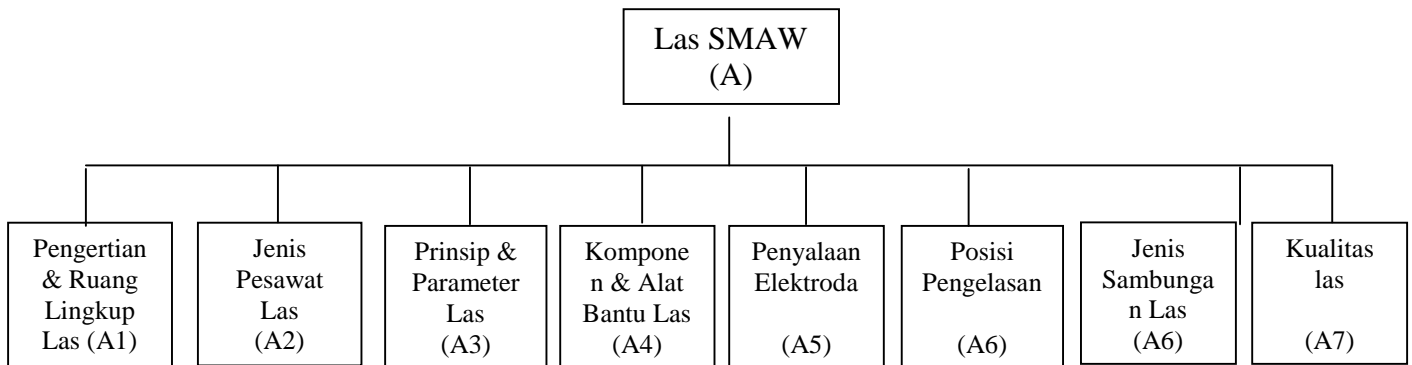 Las SMAW
(A)
Pengertian
& Ruang
Lingkup
Las (A1)
Jenis
Pesawat
Las
(A2)
Prinsip &
Parameter
Las
(A3)
Kompone
n & Alat
Bantu Las
(A4)
Penyalaan
Elektroda
(A5)
Posisi
Pengelasan
(A6)
Jenis
Sambunga
n Las
(A6)
Kualitas
las
(A7)